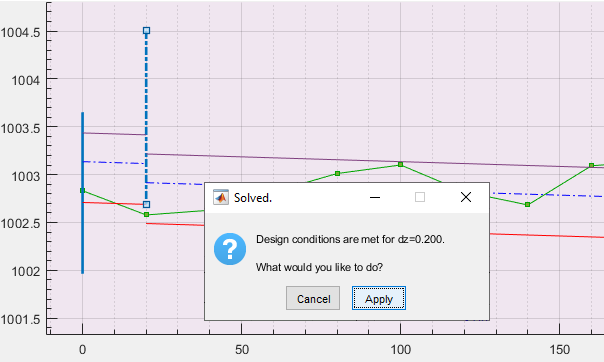 1004.5
1004
1003.5
1003
1002.5
1002
1001.5
0 50 100 150
Solved.
Design conditions are met for dz=0.200.
What would you like to do?
Cancel Apply